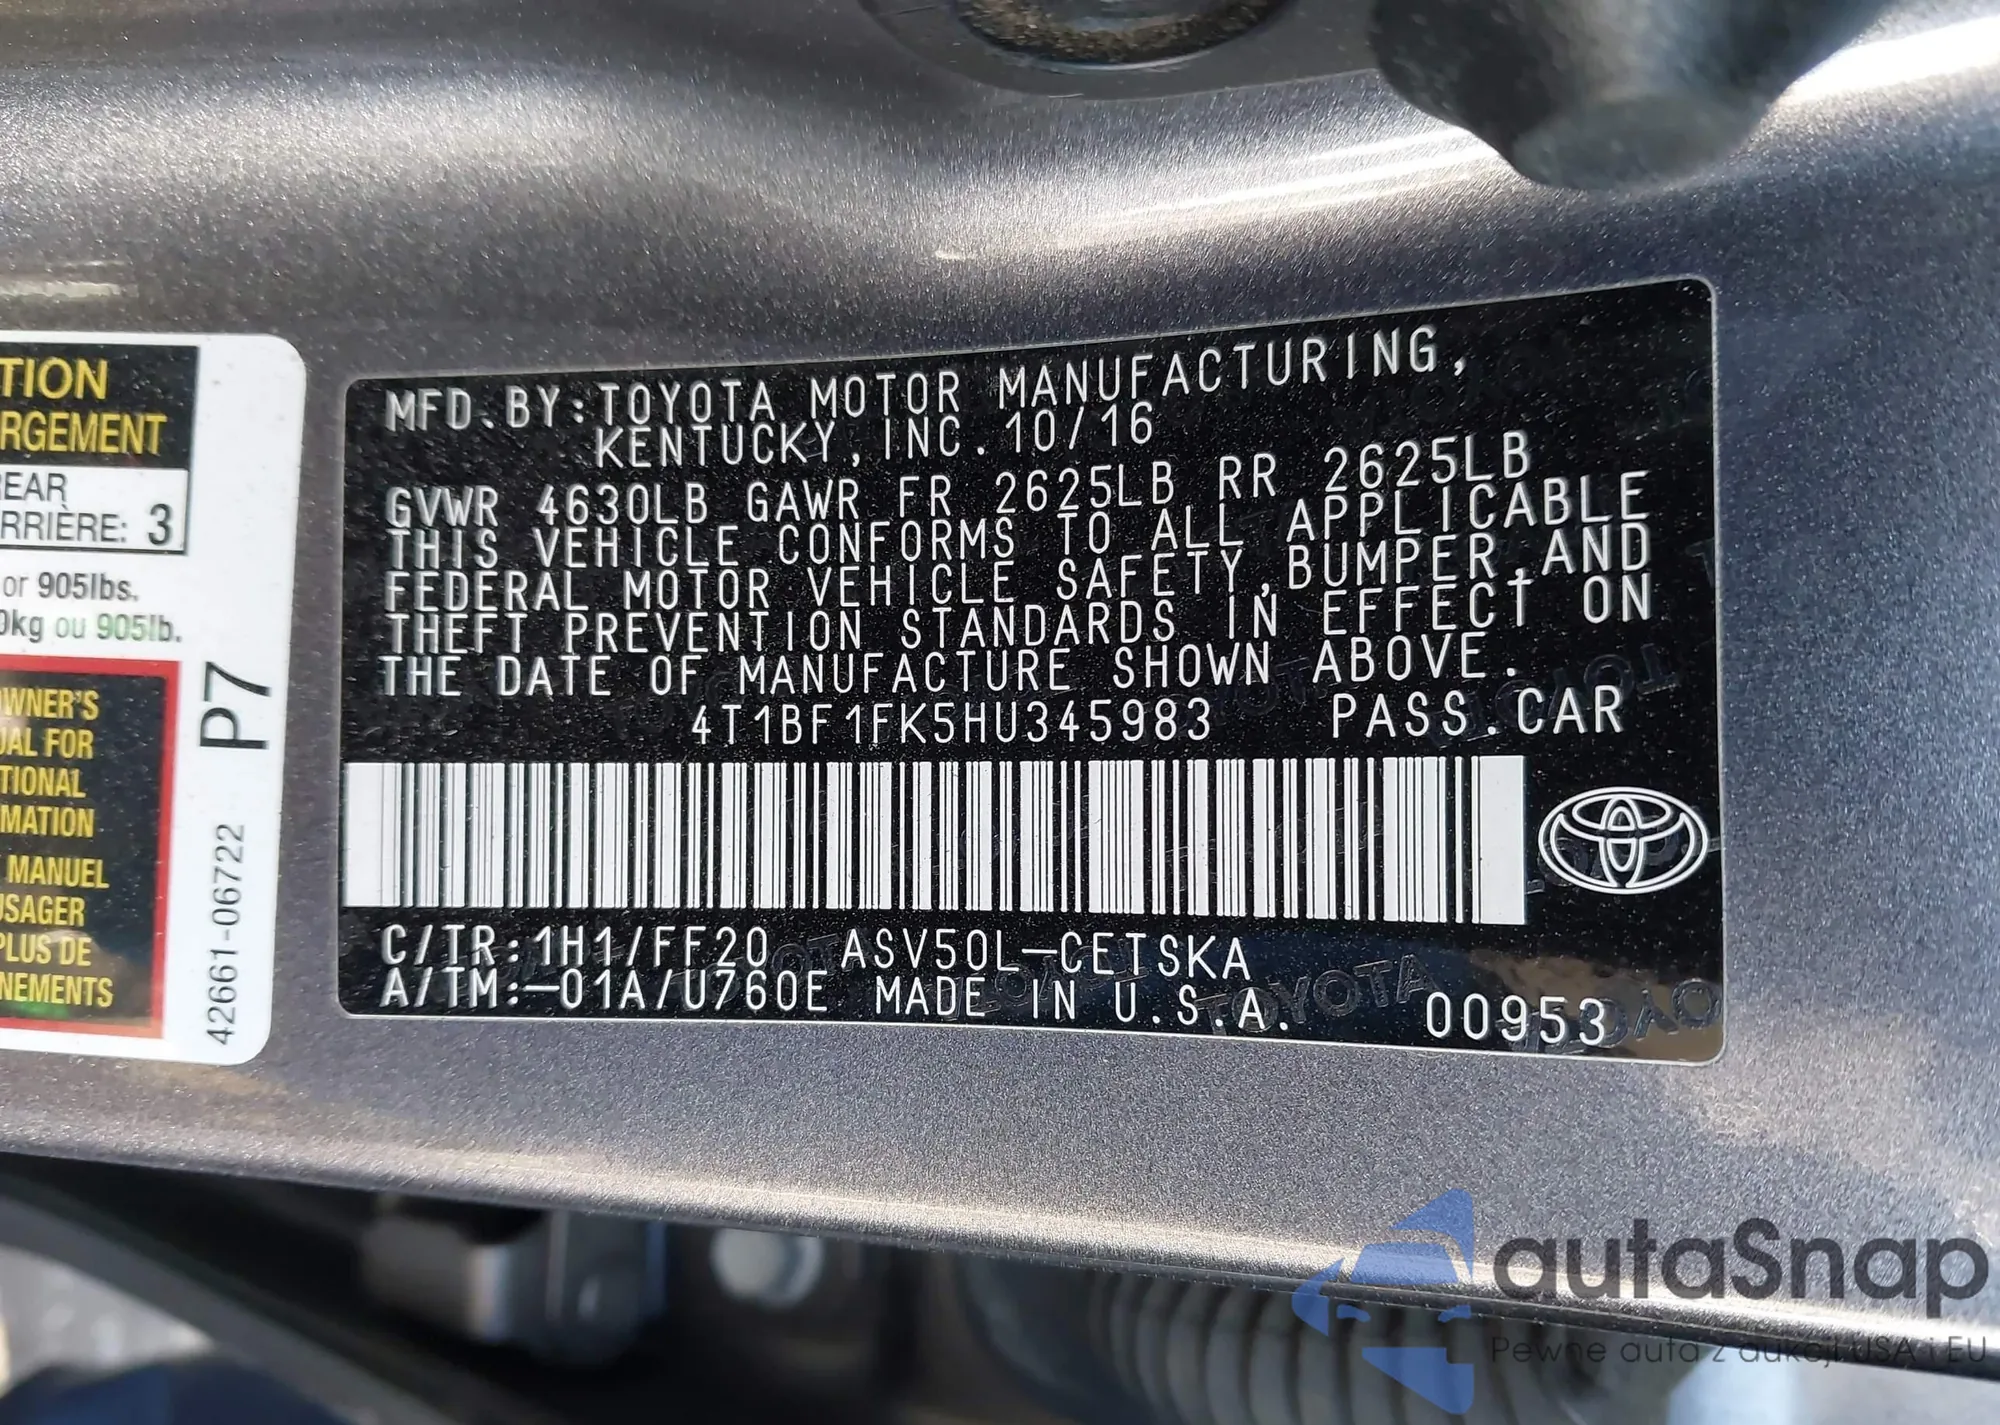 TION
RGEMENT
REAR
RRIÈRE: 3
or 905lbs.
0kg ou 905lb.
OWNER'S
UAL FOR
TIONAL
MATION
MANUEL
USAGER
PLUS DE
NEMENTS
P7
42661-06722
MFD.BY:TOYOTA MOTOR MANUFACTURING,
KENTUCKY,INC.10/16
GVWR 4630LB GAWR FR 2625LB RR 2625LB
THIS VEHICLE CONFORMS TO ALL APPLICABLE
FEDERAL MOTOR VEHICLE SAFETY,BUMPER,AND
THEFT PREVENTION STANDARDS IN EFFECT ON
THE DATE OF MANUFACTURE SHOWN ABOVE.
4T1BF1FK5HU345983 PASS.CAR
C/TR:1H1/FF20 ASV50L-CETSKA
A/TM:-01A/U760E MADE IN U.S.A. 00953
TOYOTA
autaSnap
Pewne auta z aukcji USA i EU